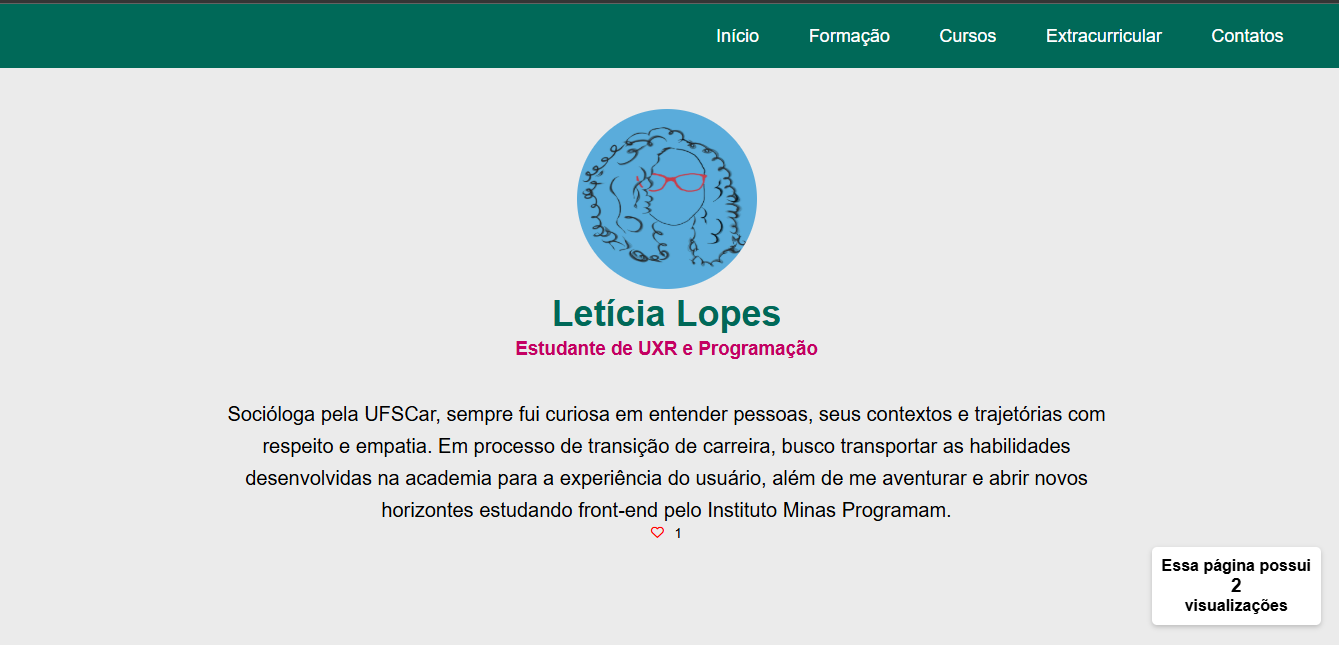 Início Formação Cursos Extracurricular Contatos
Letícia Lopes
Estudante de UXR e Programação
Socióloga pela UFSCar, sempre fui curiosa em entender pessoas, seus contextos e trajetórias com
respeito e empatia. Em processo de transição de carreira, busco transportar as habilidades
desenvolvidas na academia para a experiência do usuário, além de me aventurar e abrir novos
horizontes estudando front-end pelo Instituto Minas Programam.
1
Essa página possui
2
visualizações